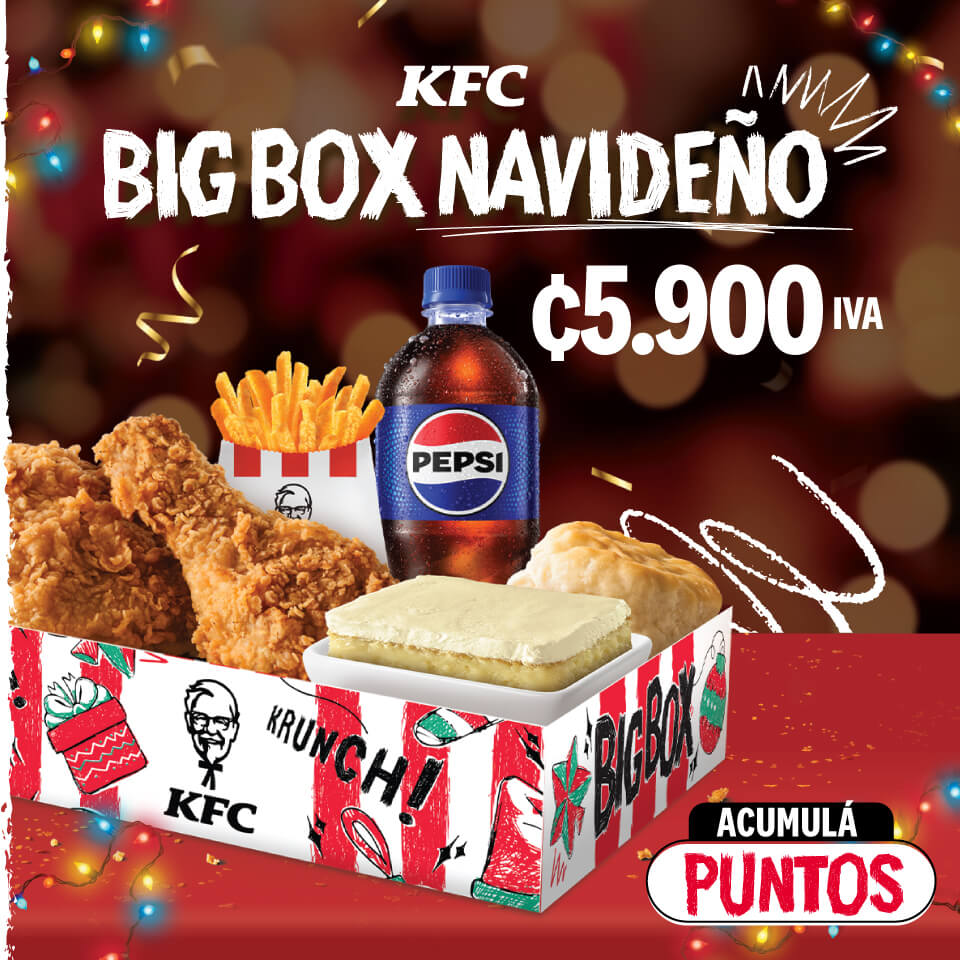 KFC
BIG BOX NAVIDEÑO
₵5.900 IVA
PEPSI
KFC
KRUNCH!
BIG BOX
ACUMULÁ
PUNTOS